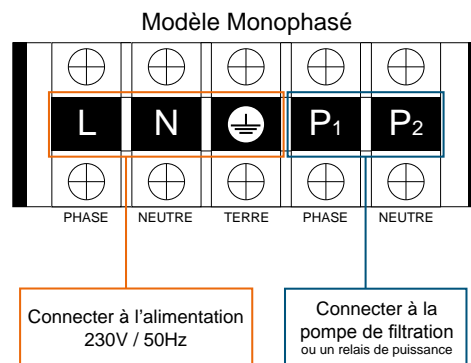 Modèle Monophasé
L N P1 P2
PHASE NEUTRE TERRE PHASE NEUTRE
Connecter à l'alimentation
230V / 50Hz
Connecter à la
pompe de filtration
ou un relais de puissance